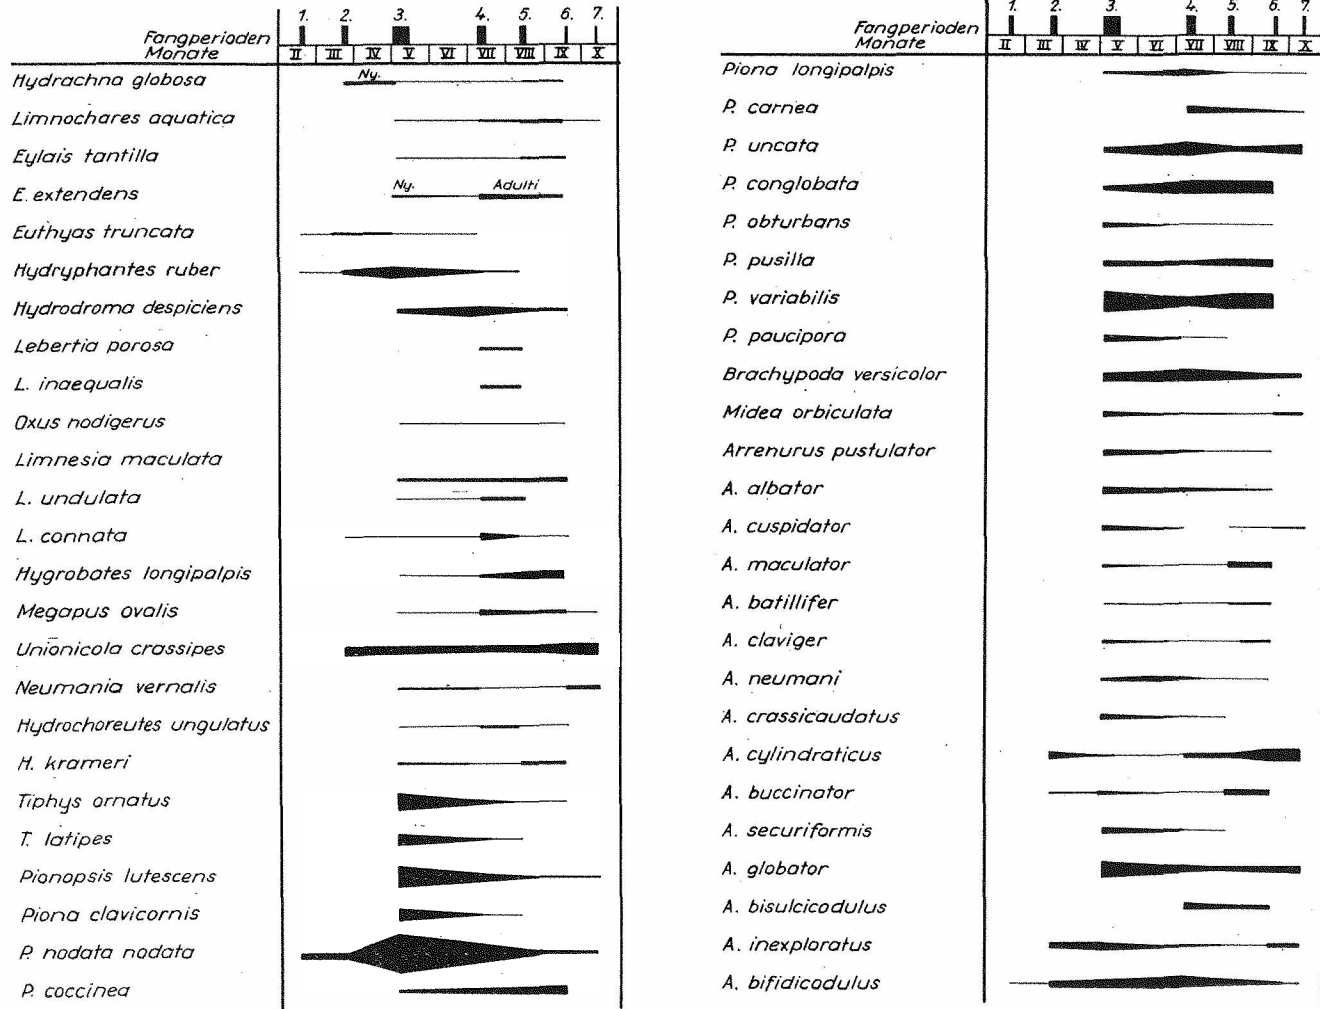 1. 2. 3. 4. 5. 6. 7.
Fangperioden
Monate II III IV V VI VII VIII IX X
Hydrachna globosa Ny.
Limnochares aquatica
Eylais tantilla
E. extendens Ny. Adulti
Euthyas truncata
Hydryphantes ruber
Hydrodroma despiciens
Lebertia porosa
L. inaequalis
Oxus nodigerus
Limnesia maculata
L. undulata
L. connata
Hygrobates longipalpis
Megapus ovalis
Unionicola crassipes
Neumania vernalis
Hydrochoreutes ungulatus
H. krameri
Tiphys ornatus
T. latipes
Pionopsis lutescens
Piona clavicornis
P. nodata nodata
P. coccinea
1. 2. 3. 4. 5. 6. 7.
Fangperioden
Monate II III IV V VI VII VIII IX X
Piona longipalpis
P. carnea
P. uncata
P. conglobata
P. obturbans
P. pusilla
P. variabilis
P. paucipora
Brachypoda versicolor
Midea orbiculata
Arrenurus pustulator
A. albator
A. cuspidator
A. maculator
A. batillifer
A. claviger
A. neumani
A. crassicaudatus
A. cylindraticus
A. buccinator
A. securiformis
A. globator
A. bisulcicodulus
A. inexploratus
A. bifidicodulus